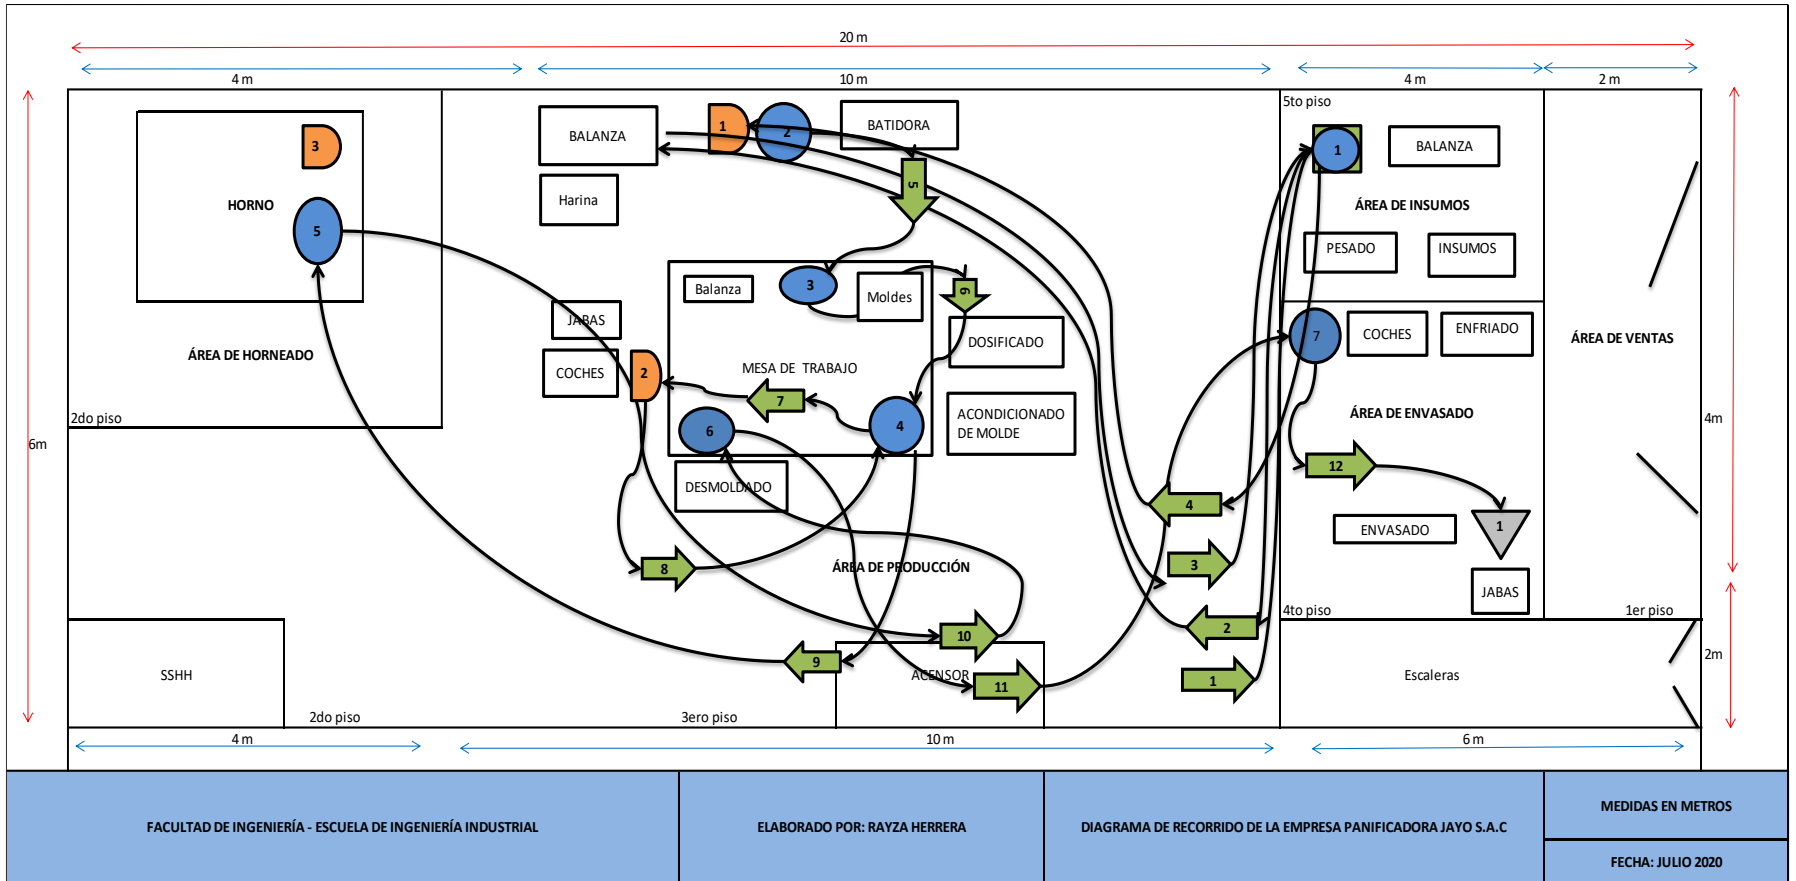 20 m
4 m
10 m
4 m
2 m
5to piso
HORNO
3
5
BALANZA
Harina
1
2
BATIDORA
5
1
BALANZA
ÁREA DE INSUMOS
PESADO
INSUMOS
ÁREA DE HORNEADO
2do piso
6m
JABAS
COCHES
2
Balanza
3
Moldes
6
DOSIFICADO
MESA DE TRABAJO
7
4
6
ACONDICIONADO
DE MOLDE
DESMOLDADO
8
ÁREA DE PRODUCCIÓN
7
COCHES
ENFRIADO
ÁREA DE VENTAS
ÁREA DE ENVASADO
12
4m
ENVASADO
1
JABAS
4
3
2
1
4to piso
1er piso
10
9
ACENSOR
11
Escaleras
2m
SSHH
2do piso
3ero piso
4 m
10 m
6 m
FACULTAD DE INGENIERÍA - ESCUELA DE INGENIERÍA INDUSTRIAL
ELABORADO POR: RAYZA HERRERA
DIAGRAMA DE RECORRIDO DE LA EMPRESA PANIFICADORA JAYO S.A.C
MEDIDAS EN METROS
FECHA: JULIO 2020